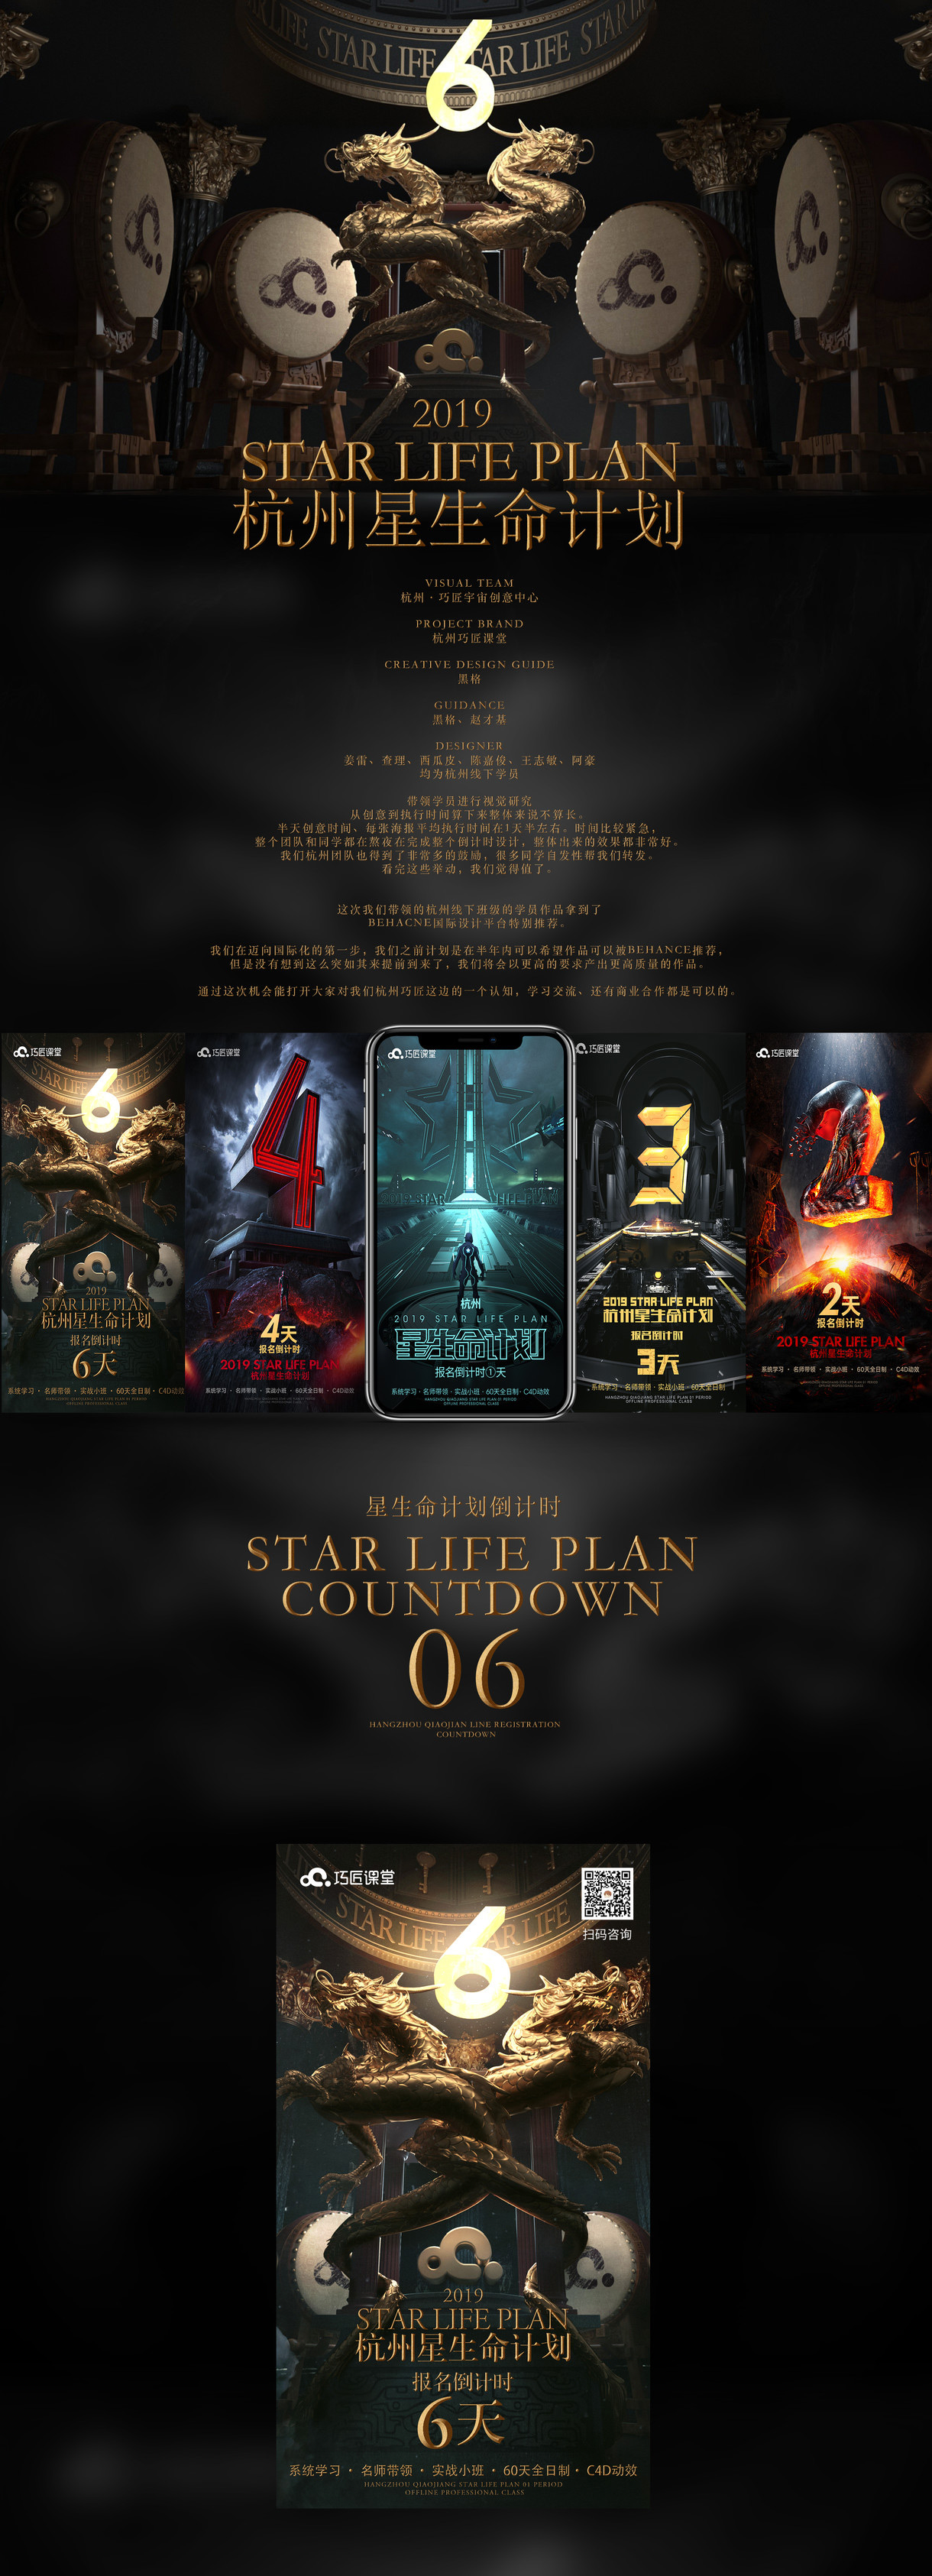 STAR LIFE STAR LIFE STAR
6
2019
STAR LIFE PLAN
杭州星生命计划
VISUAL TEAM
杭州·巧匠宇宙创意中心
PROJECT BRAND
杭州巧匠课堂
CREATIVE DESIGN GUIDE
黑格
GUIDANCE
黑格、赵才基
DESIGNER
姜雷、查理、西瓜皮、陈嘉俊、王志敏、阿豪
均为杭州线下学员
带领学员进行视觉研究
从创意到执行时间算下来整体来说不算长。
半天创意时间、每张海报平均执行时间在1天半左右。时间比较紧急，
整个团队和同学都在熬夜在完成整个倒计时设计，整体出来的效果都非常好。
我们杭州团队也得到了非常多的鼓励，很多同学自发性帮我们转发。
看完这些举动，我们觉得值了。
这次我们带领的杭州线下班级的学员作品拿到了
BEHACNE国际设计平台特别推荐。
我们在迈向国际化的第一步，我们之前计划是在半年内可以希望作品可以被BEHANCE推荐，
但是没有想到这么突如其来提前到来了，我们将会以更高的要求产出更高质量的作品。
通过这次机会能打开大家对我们杭州巧匠这边的一个认知，学习交流、还有商业合作都是可以的。
巧匠课堂
STAR LIFE STAR LIFE
6
2019
STAR LIFE PLAN
杭州星生命计划
报名倒计时
6天
系统学习 · 名师带领 · 实战小班 · 60天全日制 · C4D动效
HANGZHOU QIAOJIANG STAR LIFE PLAN 01 PERIOD
OFFLINE PROFESSIONAL CLASS
巧匠课堂
4
4天
报名倒计时
2019 STAR LIFE PLAN
杭州星生命计划
系统学习 · 名师带领 · 实战小班 · 60天全日制 · C4D动效
巧匠课堂
2019 STAR LIFE PLAN
杭州
2019 STAR LIFE PLAN
星生命计划
报名倒计时①天
系统学习 · 名师带领 · 实战小班 · 60天全日制 · C4D动效
HANGZHOU QIAOJIANG STAR LIFE PLAN 01 PERIOD
OFFLINE PROFESSIONAL CLASS
巧匠课堂
3
2019 STAR LIFE PLAN
杭州星生命计划
报名倒计时
3天
系统学习 · 名师带领 · 实战小班 · 60天全日制
HANGZHOU QIAOJIANG STAR LIFE PLAN 01 PERIOD
OFFLINE PROFESSIONAL CLASS
巧匠课堂
2
2天
报名倒计时
2019 STAR LIFE PLAN
杭州星生命计划
系统学习 · 名师带领 · 实战小班 · 60天全日制 · C4D动效
星生命计划倒计时
STAR LIFE PLAN
COUNTDOWN
06
HANGZHOU QIAOJIAN LINE REGISTRATION
COUNTDOWN
巧匠课堂
扫码咨询
STAR LIFE STAR LIFE
6
2019
STAR LIFE PLAN
杭州星生命计划
报名倒计时
6天
系统学习 · 名师带领 · 实战小班 · 60天全日制 · C4D动效
HANGZHOU QIAOJIANG STAR LIFE PLAN 01 PERIOD
OFFLINE PROFESSIONAL CLASS